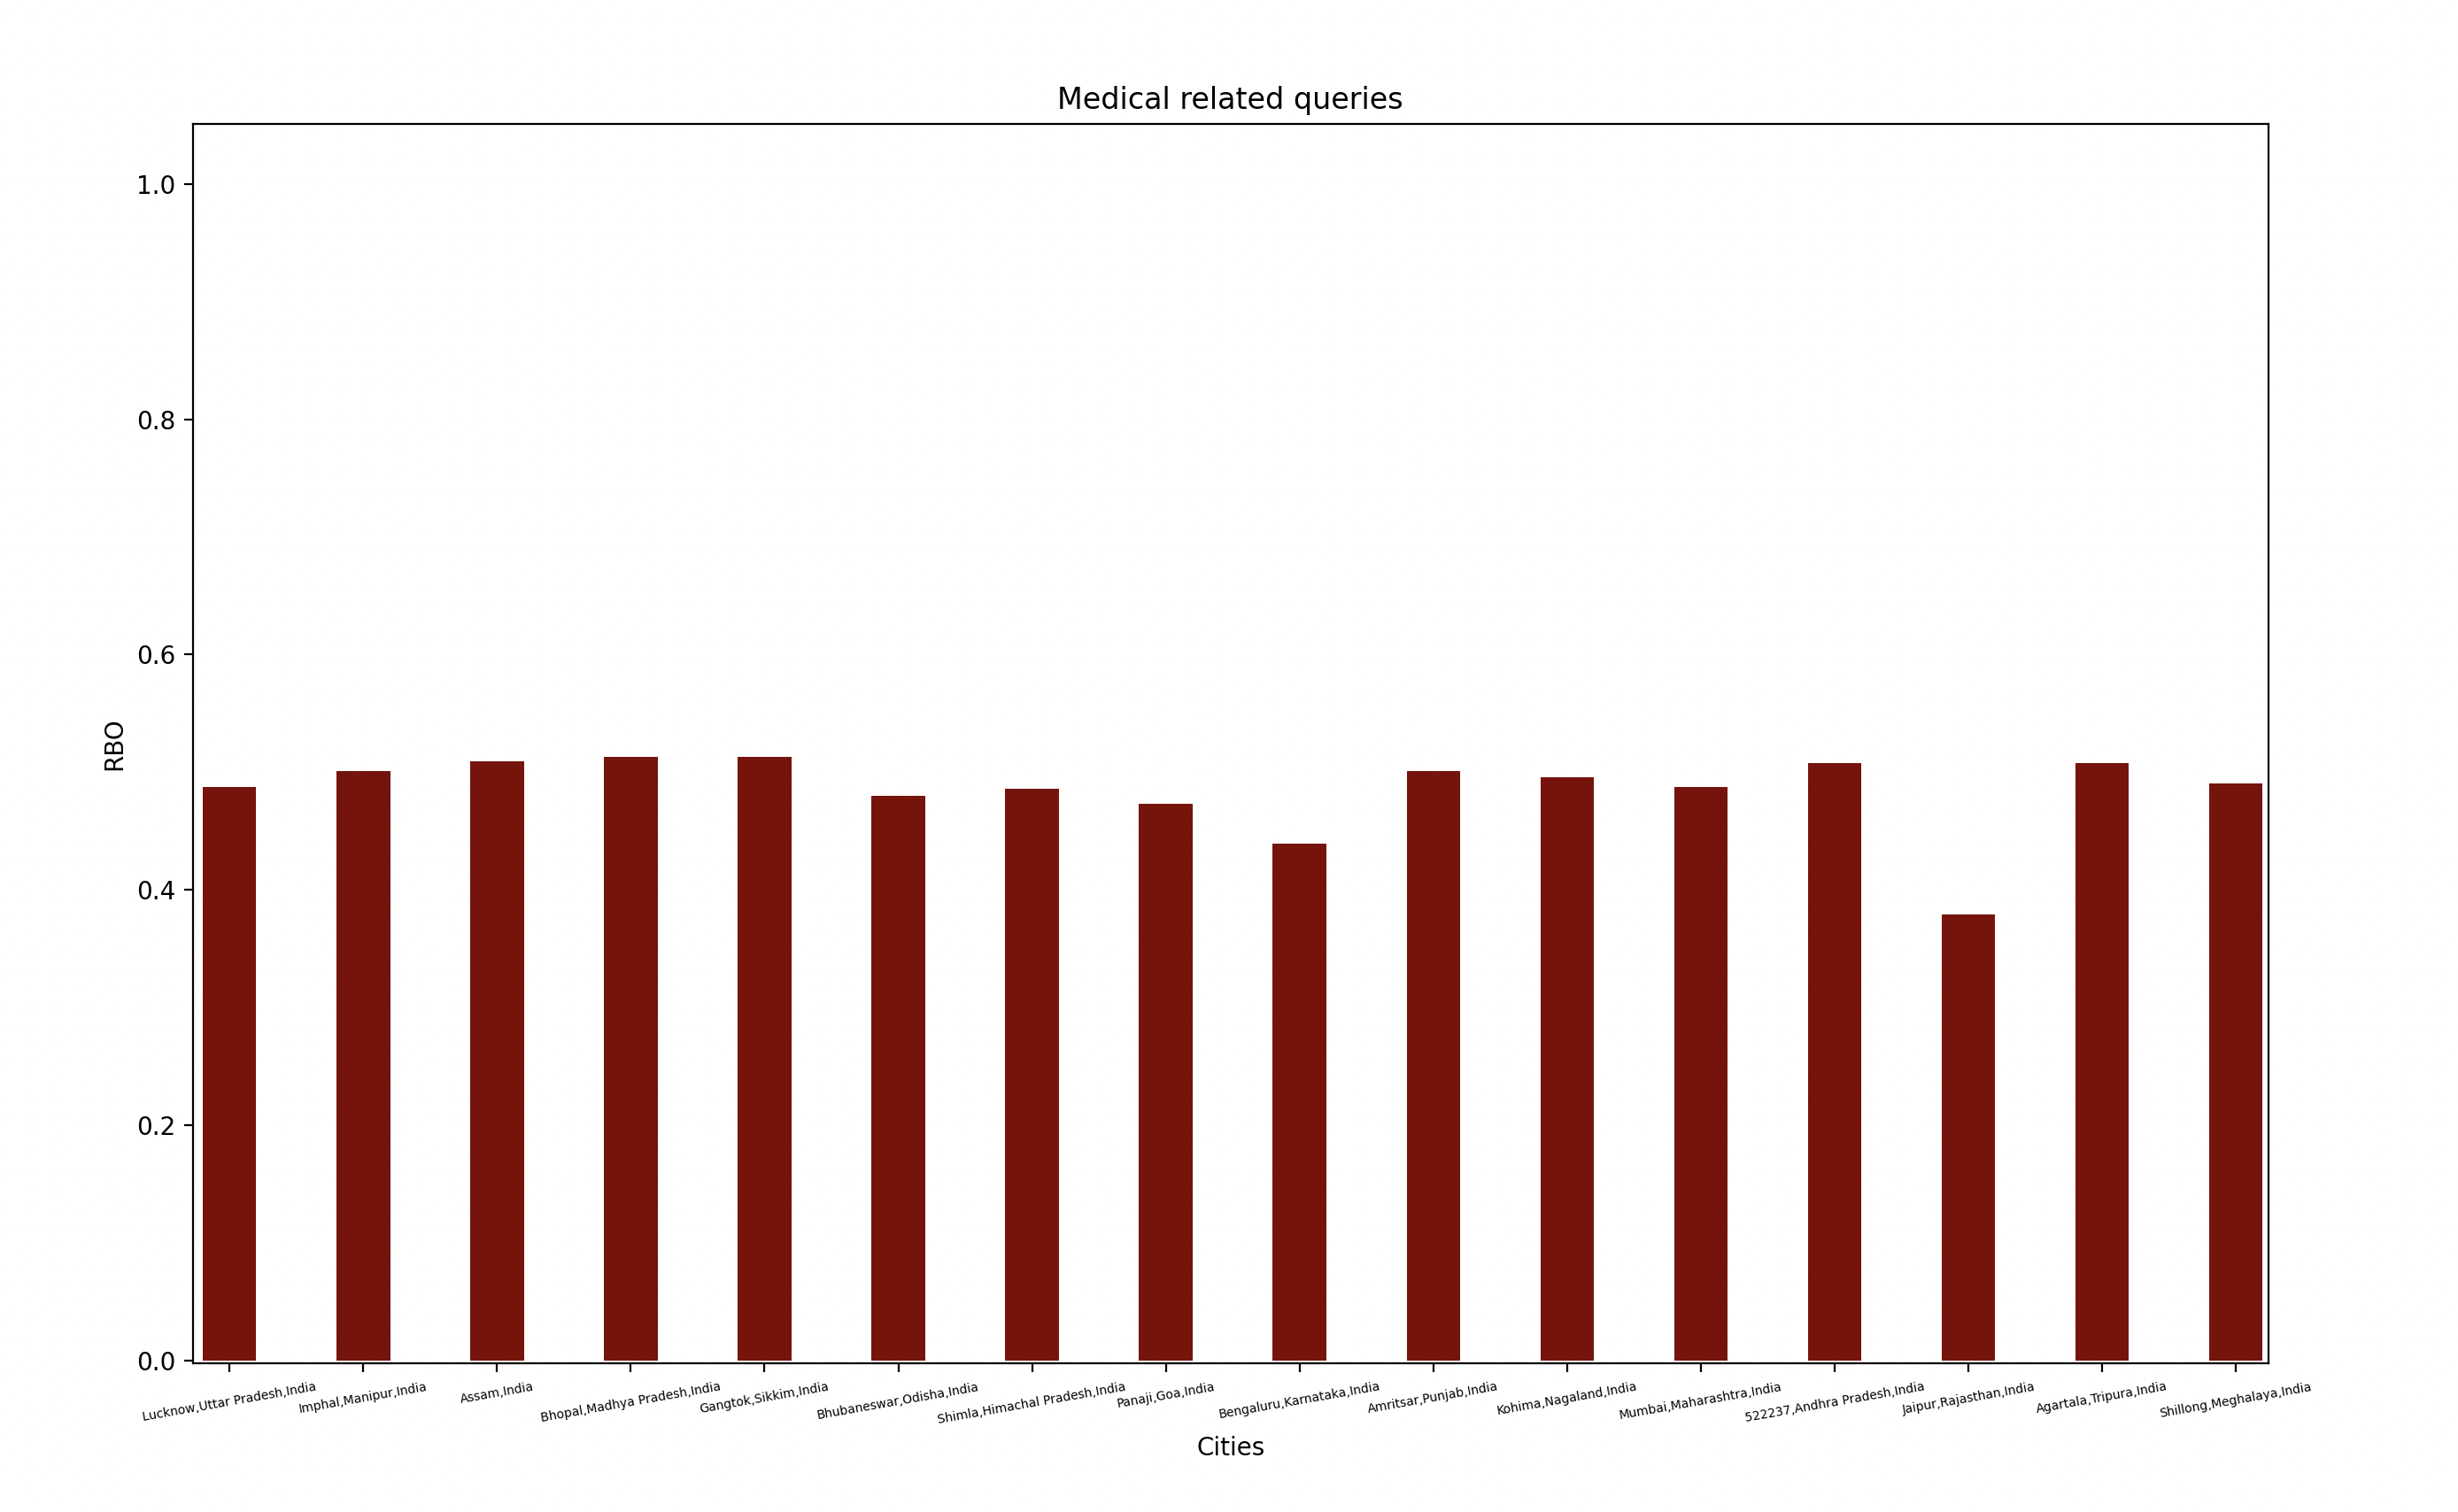 Medical related queries
1.0
0.8
0.6
0.4
0.2
0.0
RBO
Lucknow,Uttar Pradesh,India
Imphal,Manipur,India
Assam,India
Bhopal,Madhya Pradesh,India
Gangtok,Sikkim,India
Bhubaneswar,Odisha,India
Shimla,Himachal Pradesh,India
Panaji,Goa,India
Bengaluru,Karnataka,India
Amritsar,Punjab,India
Kohima,Nagaland,India
Mumbai,Maharashtra,India
522237,Andhra Pradesh,India
Jaipur,Rajasthan,India
Agartala,Tripura,India
Shillong,Meghalaya,India
Cities